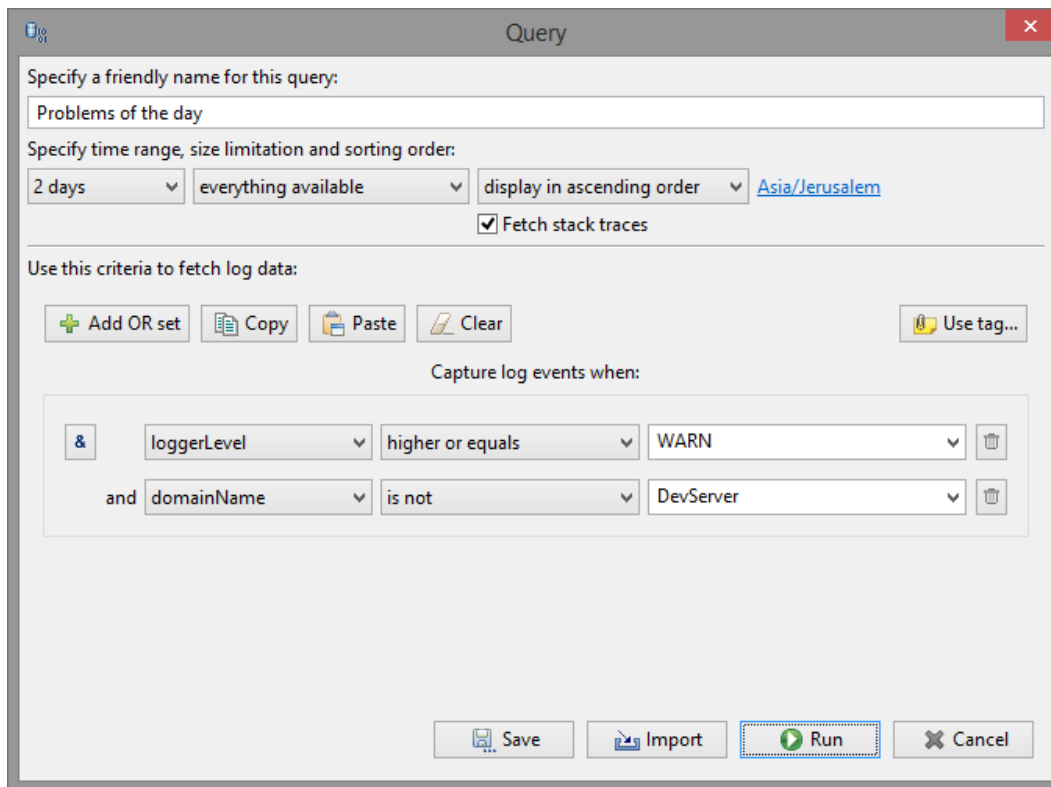 Query
Specify a friendly name for this query:
Problems of the day
Specify time range, size limitation and sorting order:
2 days everything available display in ascending order Asia/Jerusalem
Fetch stack traces
Use this criteria to fetch log data:
Add OR set Copy Paste Clear Use tag...
Capture log events when:
& loggerLevel higher or equals WARN
and domainName is not DevServer
Save Import Run Cancel